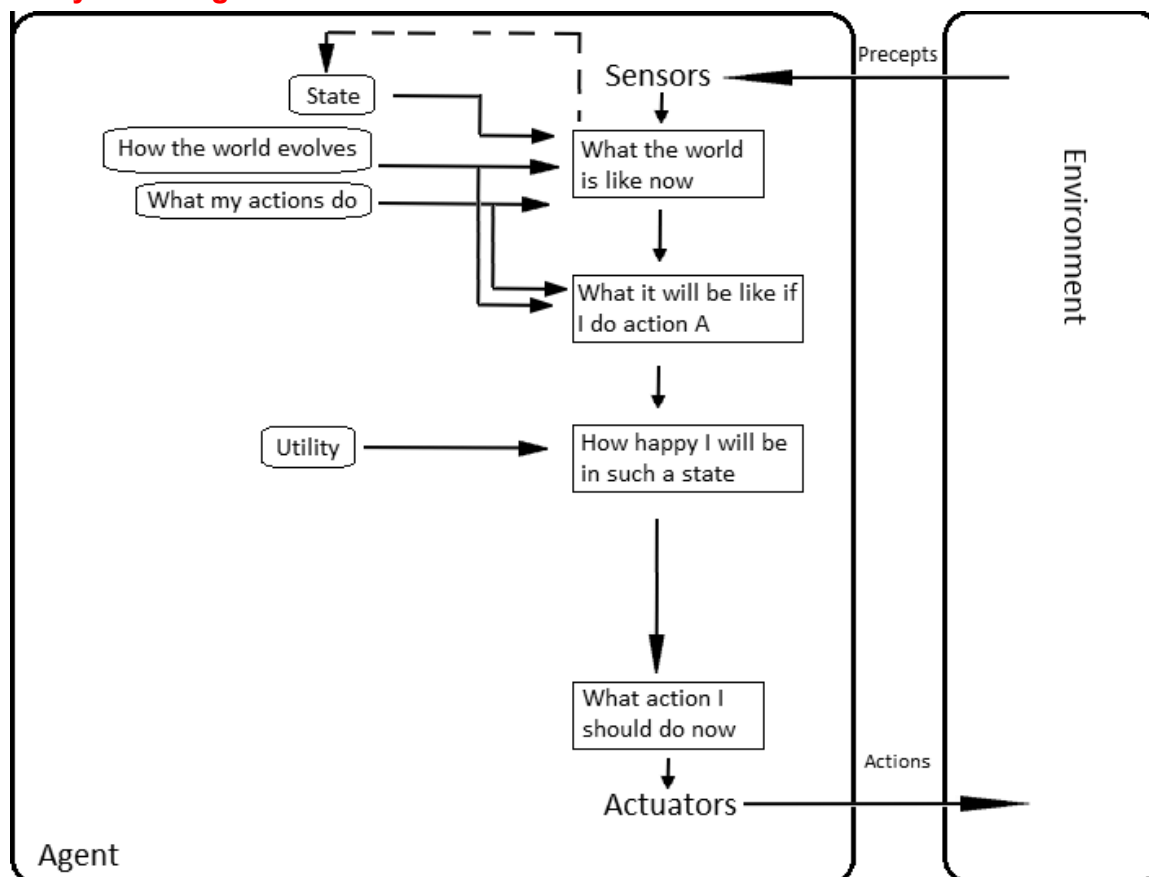 Precepts
Sensors
State
How the world evolves
What the world
is like now
What my actions do
Environment
What it will be like if
I do action A
Utility
How happy I will be
in such a state
What action I
should do now
Actions
Actuators
Agent